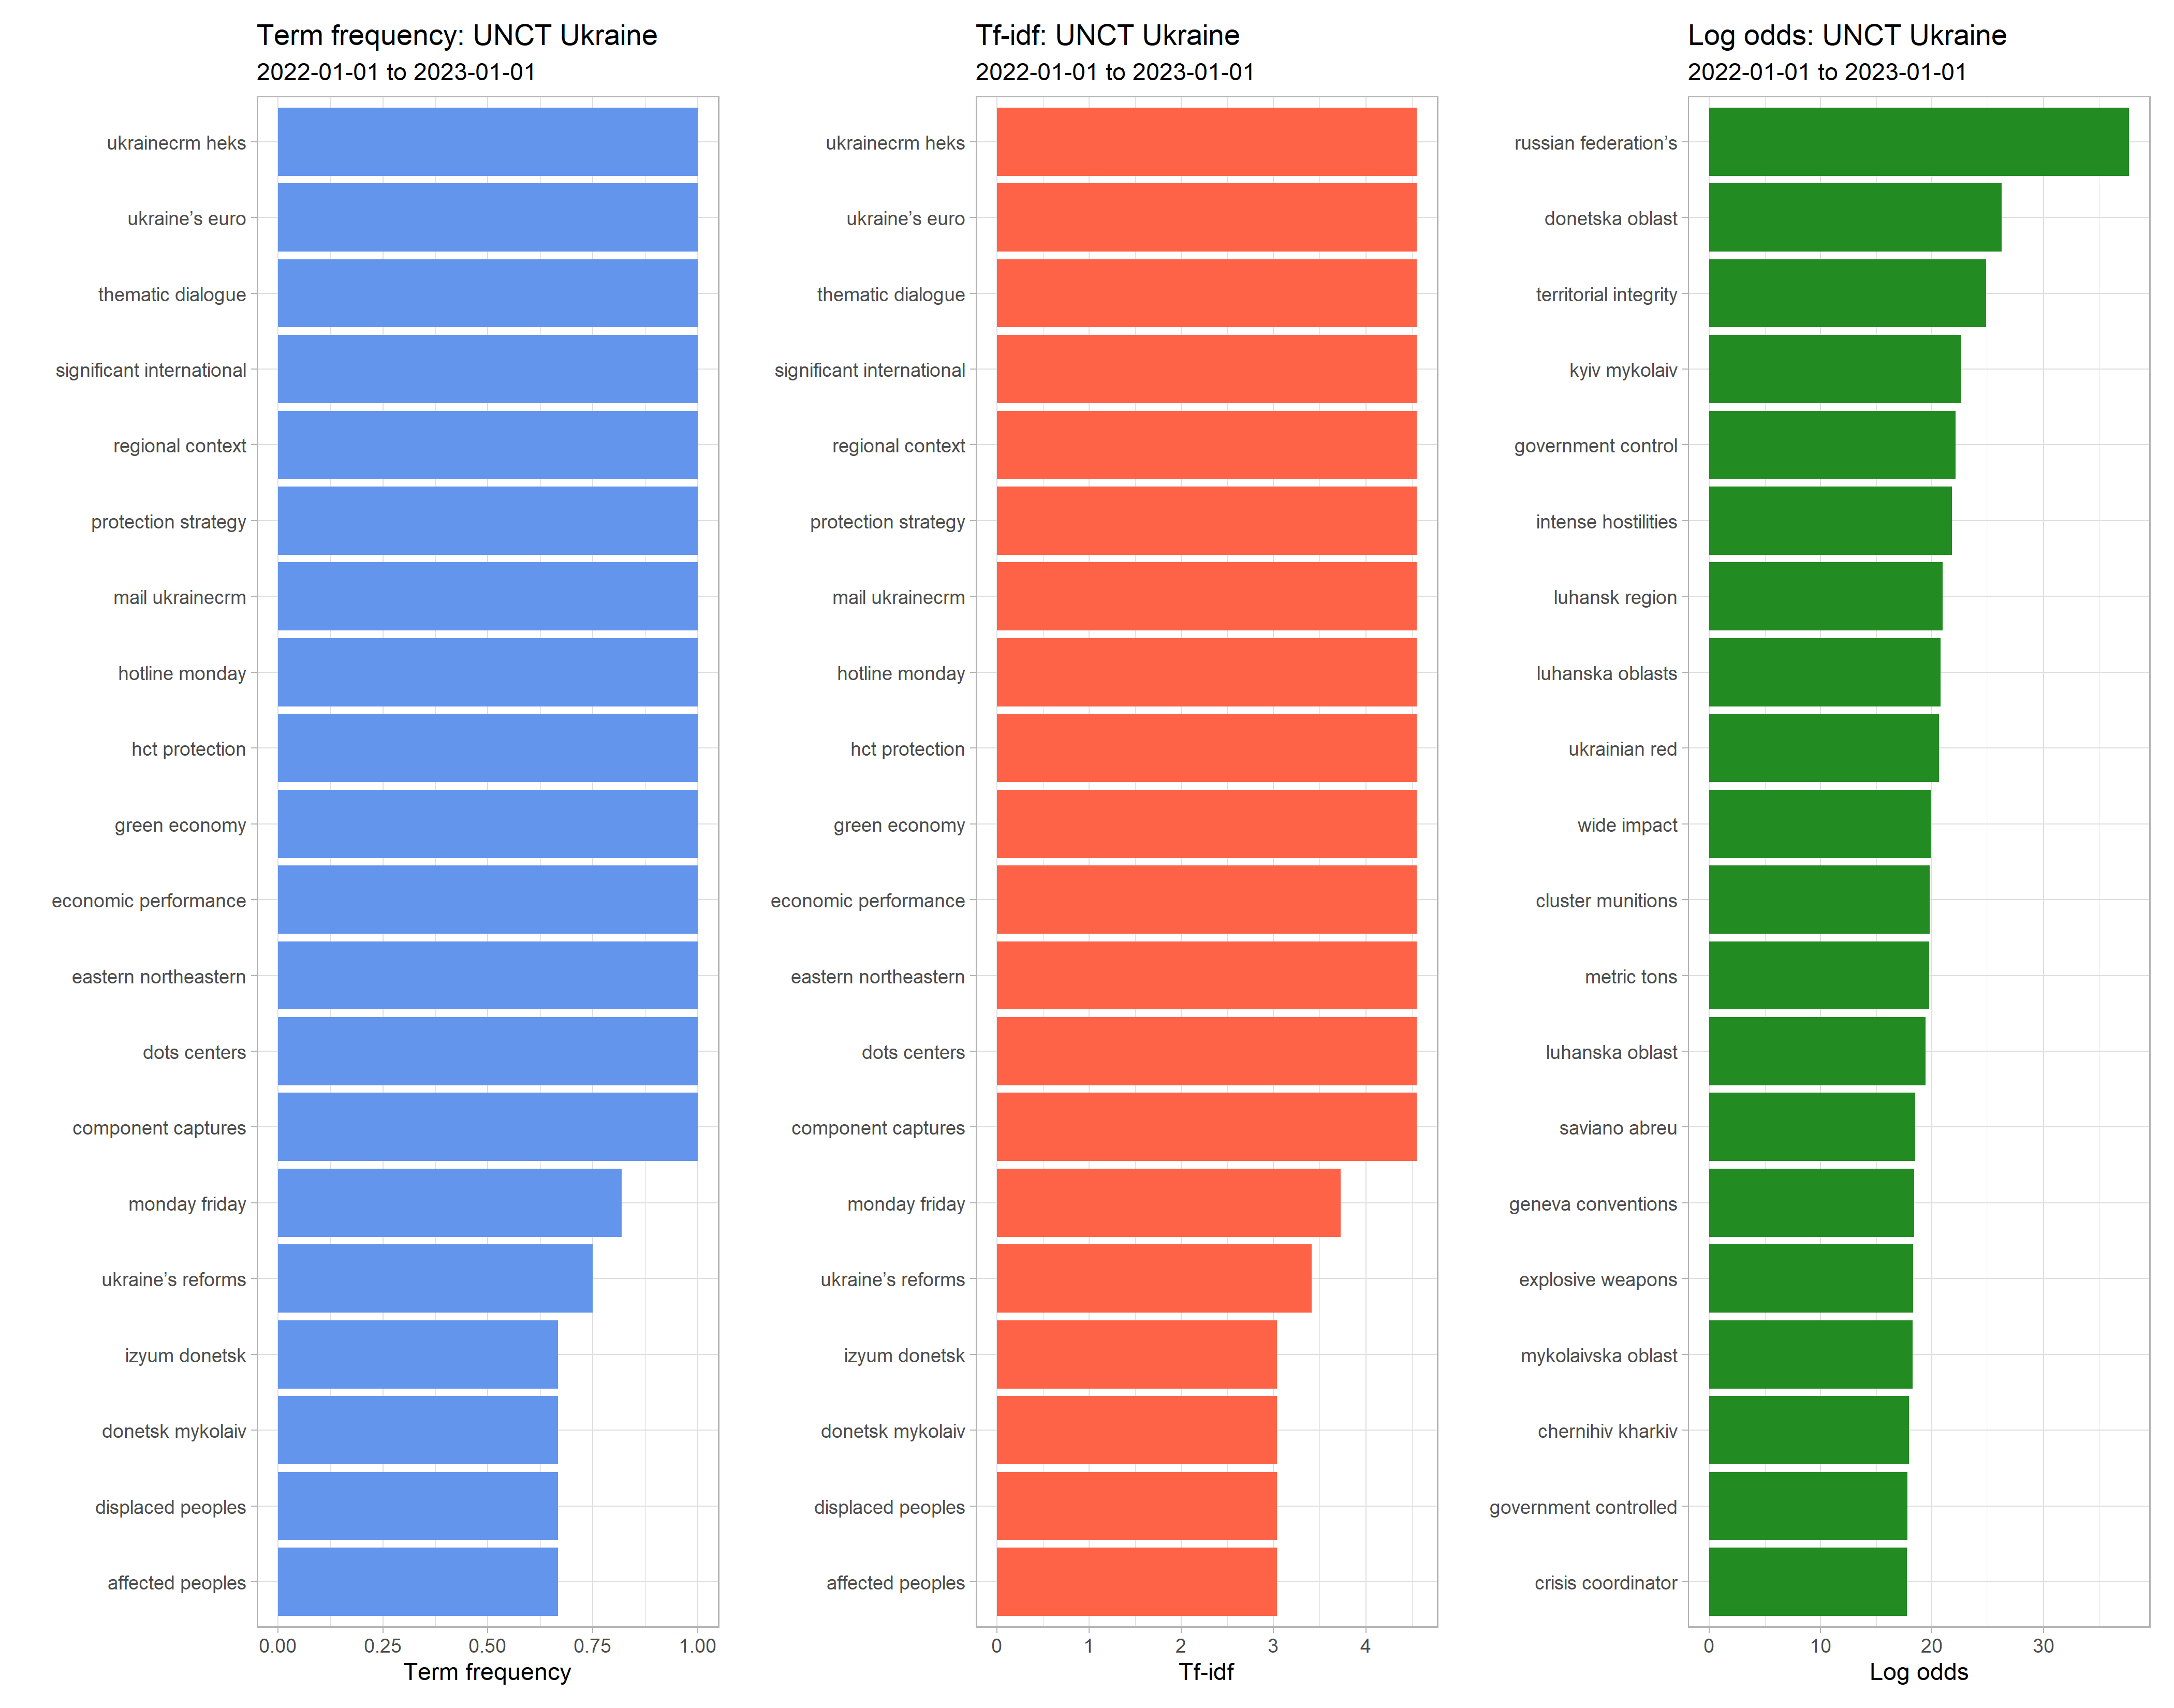 Term frequency: UNCT Ukraine
2022-01-01 to 2023-01-01
ukrainecrm heks
ukraine’s euro
thematic dialogue
significant international
regional context
protection strategy
mail ukrainecrm
hotline monday
hct protection
green economy
economic performance
eastern northeastern
dots centers
component captures
monday friday
ukraine’s reforms
izyum donetsk
donetsk mykolaiv
displaced peoples
affected peoples
0.00 0.25 0.50 0.75 1.00
Term frequency
Tf-idf: UNCT Ukraine
2022-01-01 to 2023-01-01
ukrainecrm heks
ukraine’s euro
thematic dialogue
significant international
regional context
protection strategy
mail ukrainecrm
hotline monday
hct protection
green economy
economic performance
eastern northeastern
dots centers
component captures
monday friday
ukraine’s reforms
izyum donetsk
donetsk mykolaiv
displaced peoples
affected peoples
0 1 2 3 4
Tf-idf
Log odds: UNCT Ukraine
2022-01-01 to 2023-01-01
russian federation’s
donetska oblast
territorial integrity
kyiv mykolaiv
government control
intense hostilities
luhansk region
luhanska oblasts
ukrainian red
wide impact
cluster munitions
metric tons
luhanska oblast
saviano abreu
geneva conventions
explosive weapons
mykolaivska oblast
chernihiv kharkiv
government controlled
crisis coordinator
0 10 20 30
Log odds